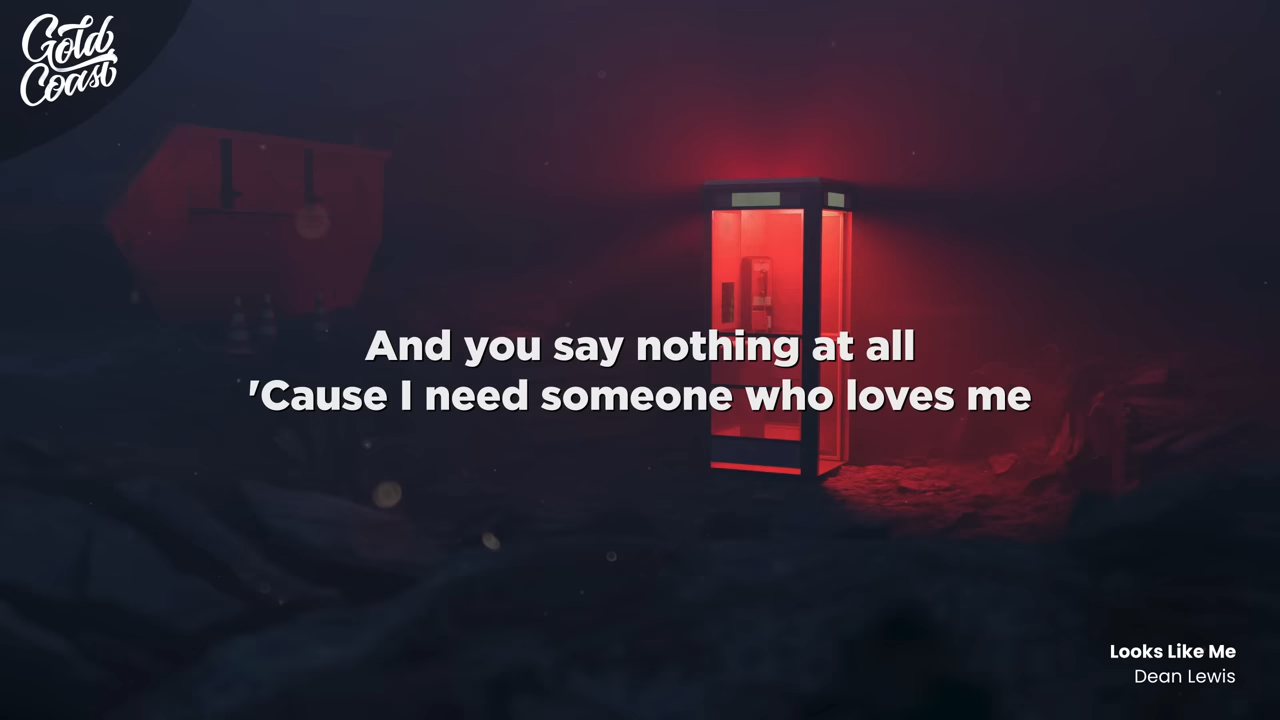 Gold
Coast
And you say nothing at all
'Cause I need someone who loves me
Looks Like Me
Dean Lewis